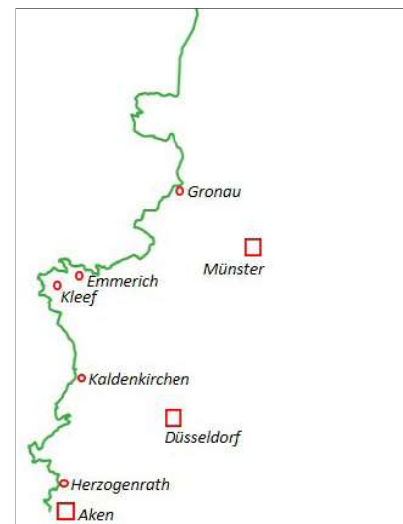 Gronau
Münster
Emmerich
Kleef
Kaldenkirchen
Düsseldorf
Herzogenrath
Aken